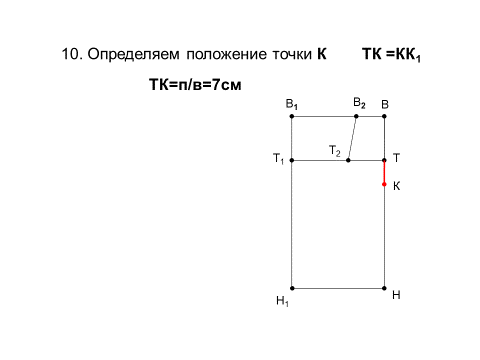 10. Определяем положение точки К ТК =КК₁
ТК=п/в=7см
В₁ В₂ В
Т₁ Т₂ Т
К
Н₁ Н